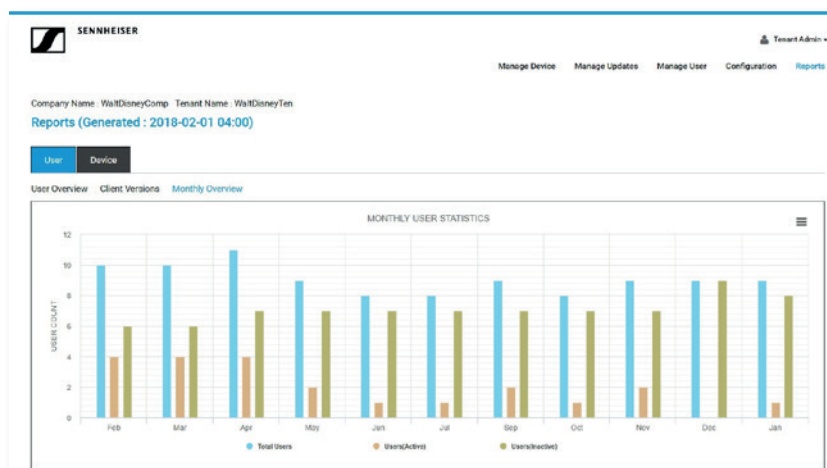 SENNHEISER
Tenant Admin
Manage Device Manage Updates Manage User Configuration Reports
Company Name : WaltDisneyComp Tenant Name : WaltDisneyTen
Reports (Generated : 2018-02-01 04:00)
User Device
User Overview Client Versions Monthly Overview
MONTHLY USER STATISTICS
12
10
8
6
4
2
0
USER COUNT
Feb Mar Apr May Jun Jul Sep Oct Nov Dec Jan
Total Users Users(Active) Users(Inactive)